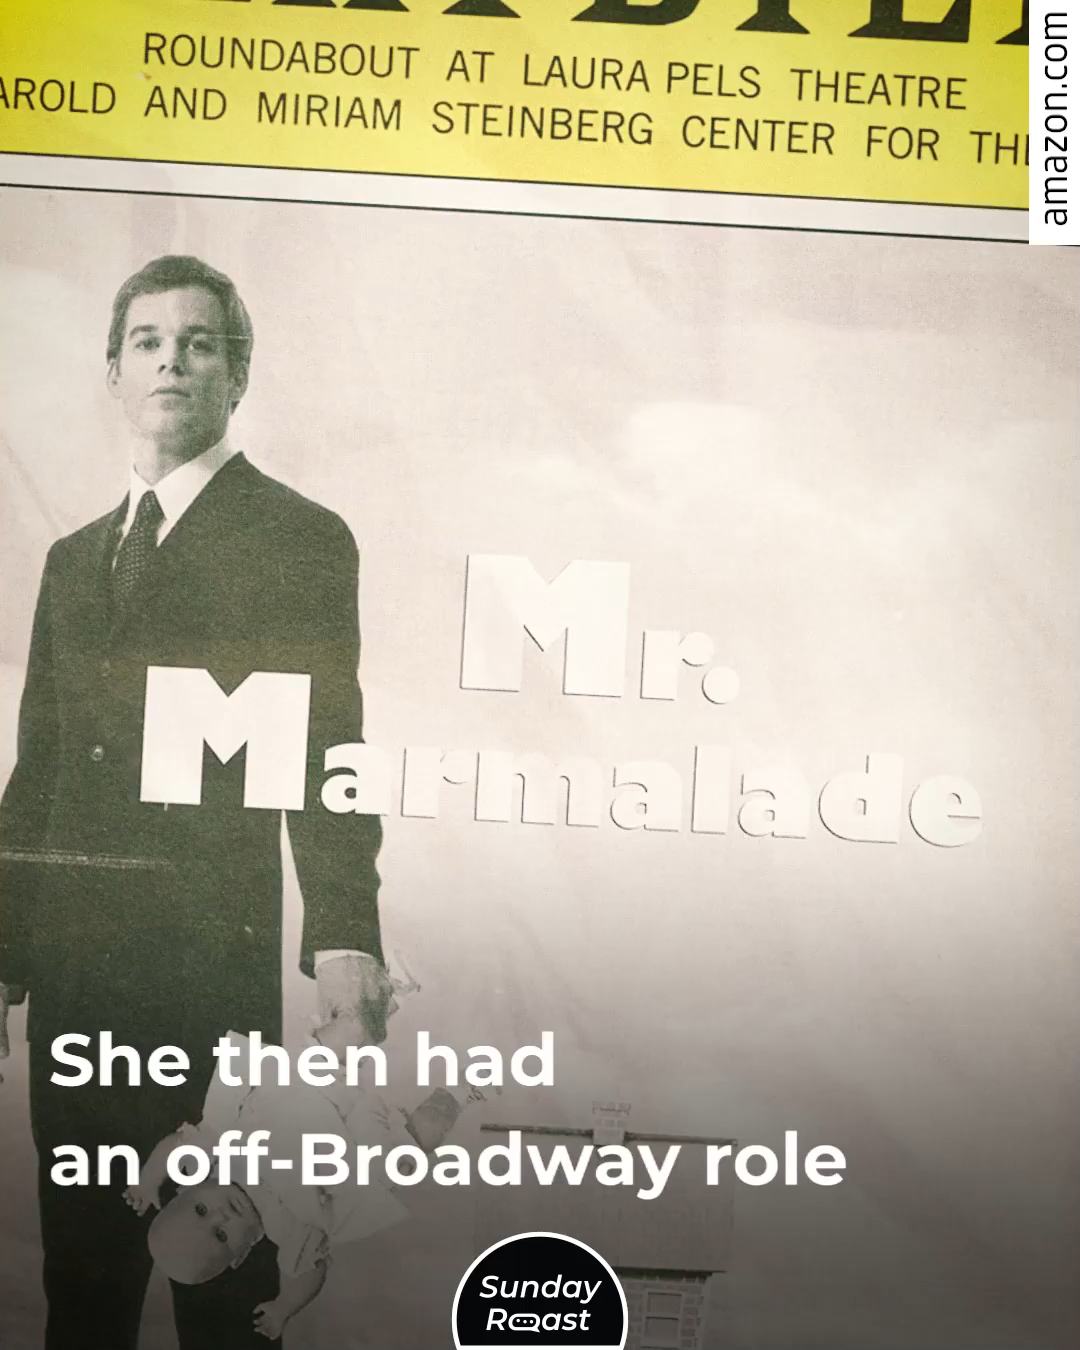 ROUNDABOUT AT LAURA PELS THEATRE
AROLD AND MIRIAM STEINBERG CENTER FOR THE
amazon.com
Mr.
Marmalade
She then had
an off-Broadway role
Sunday
Roast